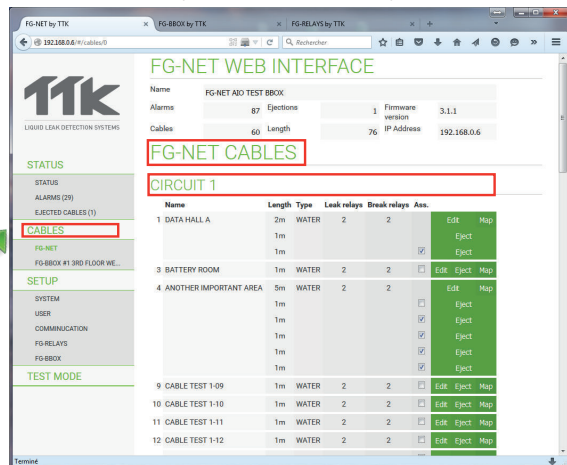 FG-NET by TTK × FG-BBOX by TTK × FG-RELAYS by TTK × +
192.168.0.6/#/cables/0 Rechercher
TTK
LIQUID LEAK DETECTION SYSTEMS
STATUS
STATUS
ALARMS (29)
EJECTED CABLES (1)
CABLES
FG-NET
FG-BBOX #1 3RD FLOOR WE...
SETUP
SYSTEM
USER
COMMINUCATION
FG-RELAYS
FG-BBOX
TEST MODE
FG-NET WEB INTERFACE
Name FG-NET AIO TEST BBOX
Alarms 87 Ejections 1 Firmware version 3.1.1
Cables 60 Length 76 IP Address 192.168.0.6
FG-NET CABLES
CIRCUIT 1
Name Length Type Leak relays Break relays Ass.
1 DATA HALL A 2m WATER 2 2 Edit Map
1m Eject
1m Eject
3 BATTERY ROOM 1m WATER 2 2 Edit Eject Map
4 ANOTHER IMPORTANT AREA 5m WATER 2 2 Edit Map
1m Eject
1m Eject
1m Eject
1m Eject
1m Eject
9 CABLE TEST 1-09 1m WATER 2 2 Edit Eject Map
10 CABLE TEST 1-10 1m WATER 2 2 Edit Eject Map
11 CABLE TEST 1-11 1m WATER 2 2 Edit Eject Map
12 CABLE TEST 1-12 1m WATER 2 2 Edit Eject Map
Terminé